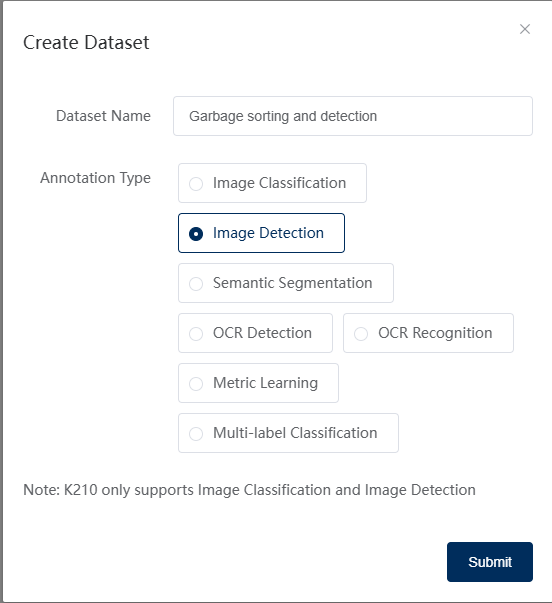 Create Dataset
Dataset Name
Garbage sorting and detection
Annotation Type
Image Classification
Image Detection
Semantic Segmentation
OCR Detection
OCR Recognition
Metric Learning
Multi-label Classification
Note: K210 only supports Image Classification and Image Detection
Submit